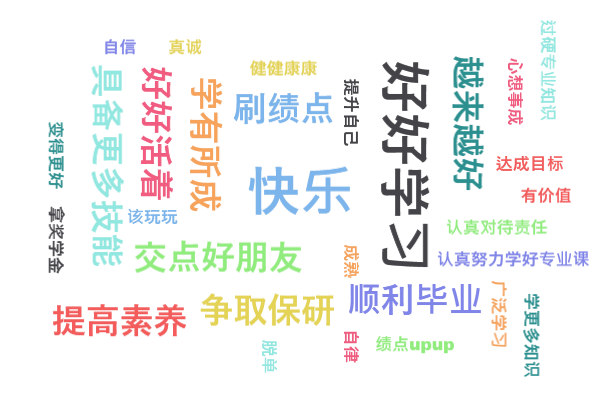 自信
真诚
过硬专业知识
健健康康
具备更多技能
好好活着
学有所成
刷绩点
提升自己
好好学习
越来越好
心想事成
变得更好
达成目标
快乐
有价值
拿奖学金
该玩玩
认真对待责任
交点好朋友
成熟
认真努力学好专业课
提高素养
争取保研
顺利毕业
广泛学习
学更多知识
脱单
自律
绩点upup